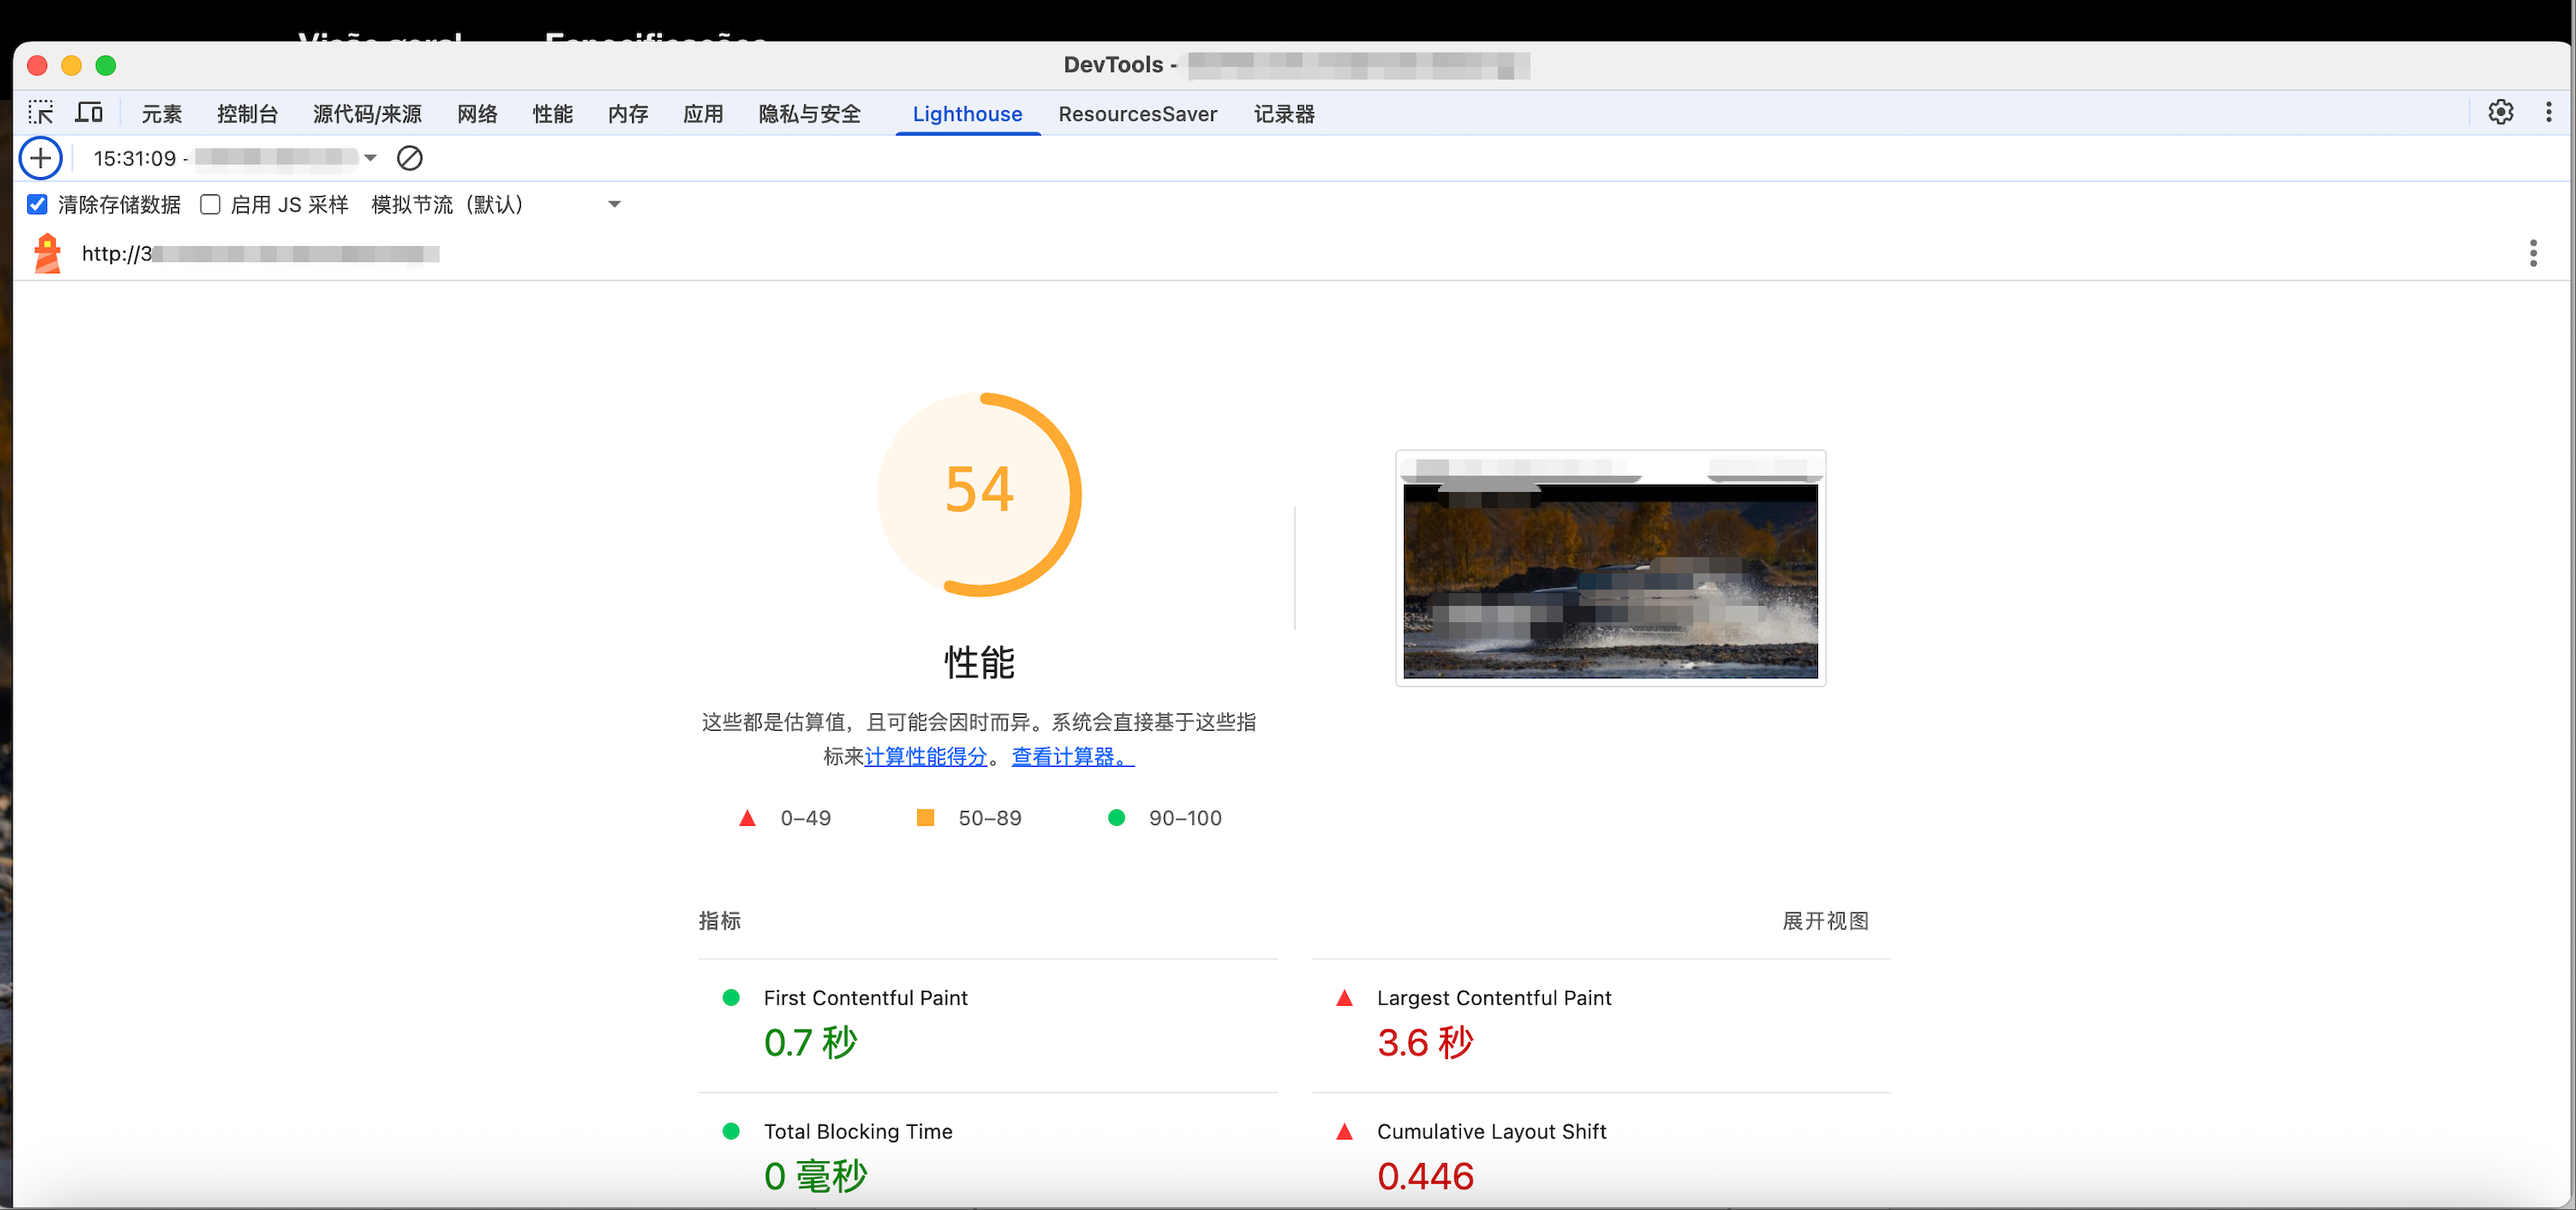 Visão geral Especificações
DevTools -
元素 控制台 源代码/来源 网络 性能 内存 应用 隐私与安全 Lighthouse ResourcesSaver 记录器
15:31:09 -
清除存储数据 启用 JS 采样 模拟节流（默认）
http://3
54
性能
这些都是估算值，且可能会因时而异。系统会直接基于这些指
标来计算性能得分。 查看计算器。
0–49 50–89 90–100
指标 展开视图
First Contentful Paint
0.7 秒
Largest Contentful Paint
3.6 秒
Total Blocking Time
0 毫秒
Cumulative Layout Shift
0.446